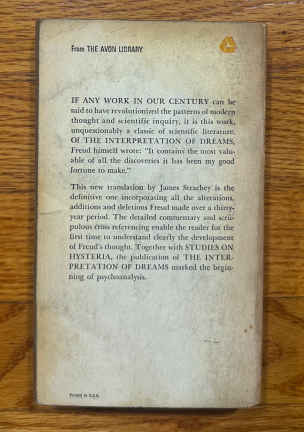 From THE AVON LIBRARY
IF ANY WORK IN OUR CENTURY can be
said to have revolutionized the patterns of modern
thought and scientific inquiry, it is this work,
unquestionably a classic of scientific literature.
Of THE INTERPRETATION OF DREAMS,
Freud himself wrote: "It contains the most valu-
able of all the discoveries it has been my good
fortune to make."
This new translation by James Strachey is the
definitive one incorporating all the alterations,
additions and deletions Freud made over a thirty-
year period. The detailed commentary and scru-
pulous cross referencing enable the reader for the
first time to understand clearly the development
of Freud's thought. Together with STUDIES ON
HYSTERIA, the publication of THE INTER-
PRETATION OF DREAMS marked the begin-
ning of psychoanalysis.
Printed in U.S.A.